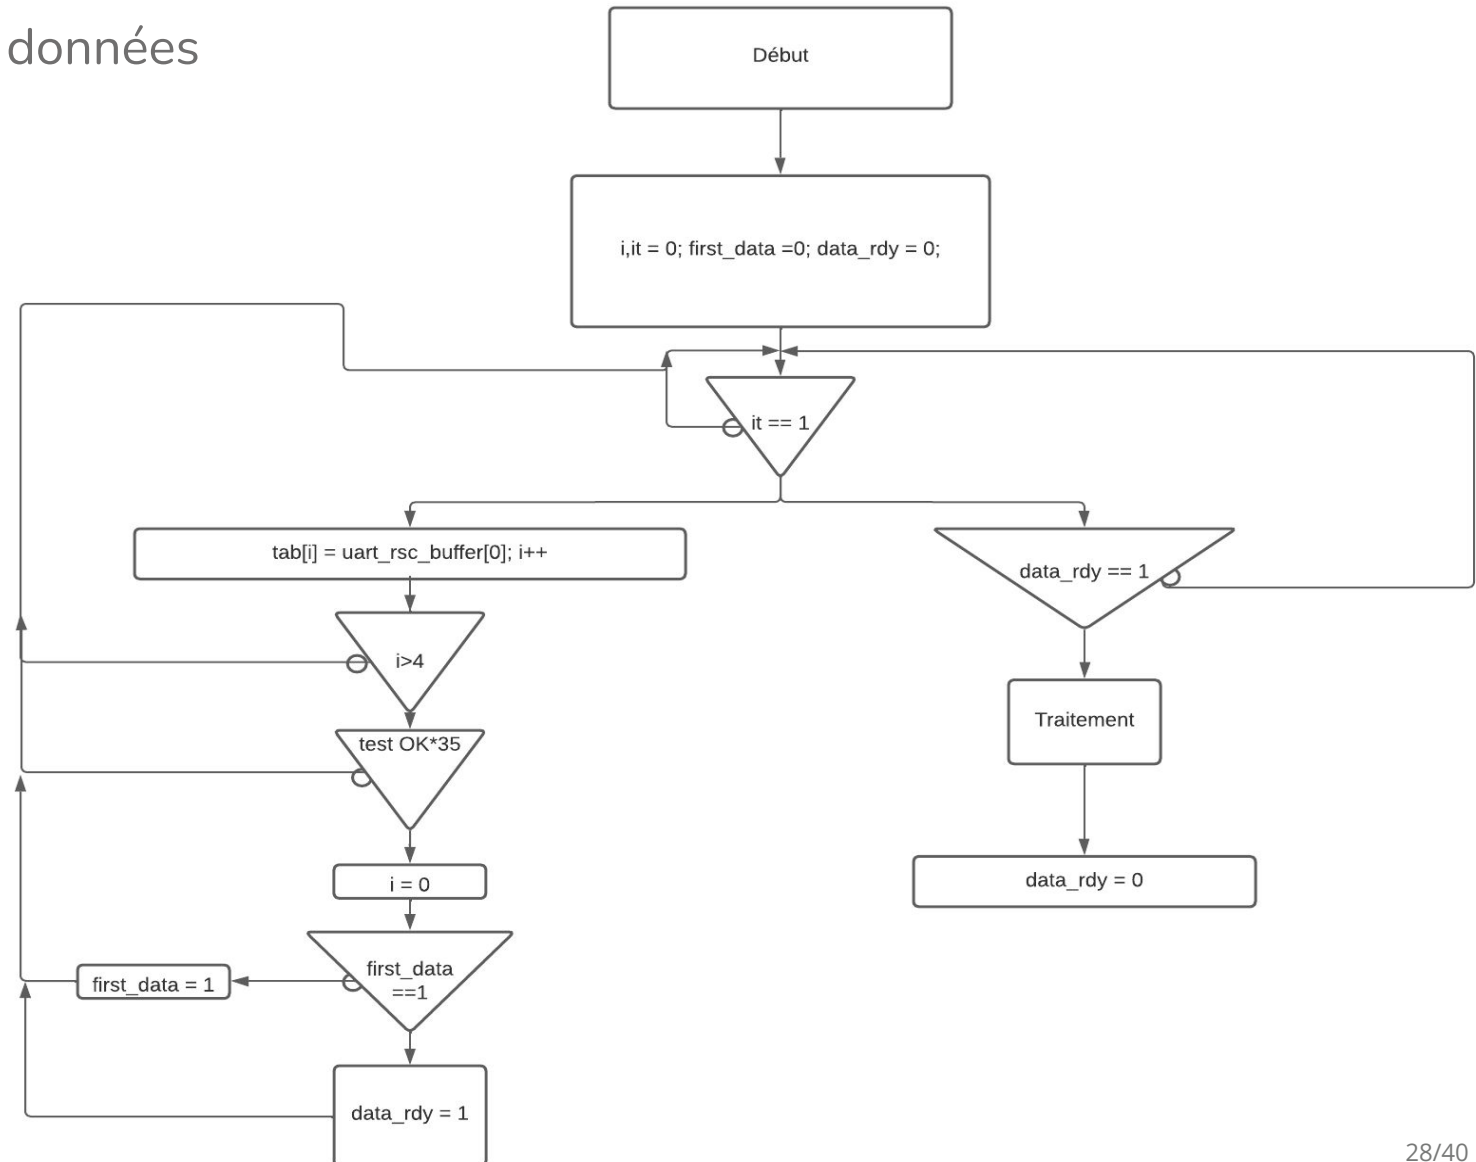 données
Début
i,it = 0; first_data =0; data_rdy = 0;
it == 1
tab[i] = uart_rsc_buffer[0]; i++
data_rdy == 1
i>4
Traitement
test OK*35
i = 0
data_rdy = 0
first_data
==1
first_data = 1
data_rdy = 1
28/40